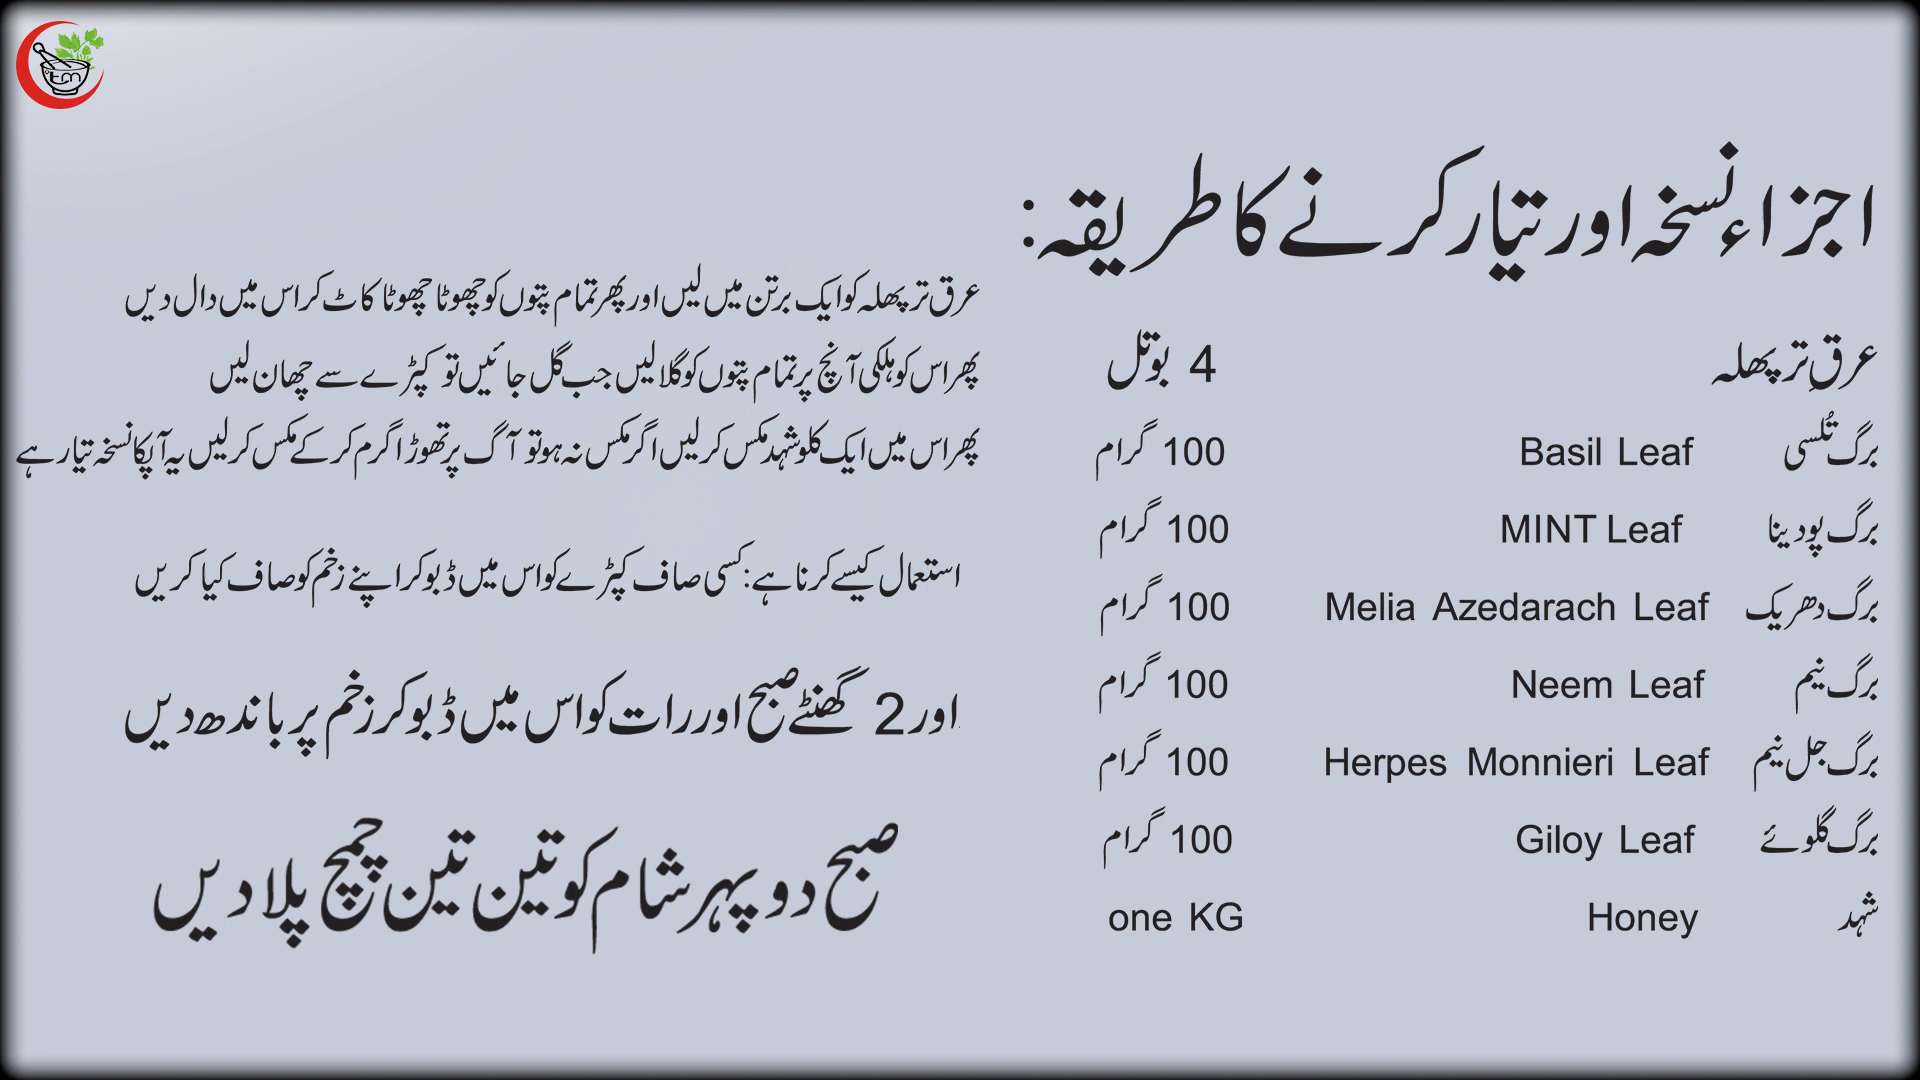 tm
اجزاء نسخہ اور تیار کرنے کا طریقہ:
عرقِ ترپھلہ 4 بوتل
برگ تُلسی Basil Leaf 100 گرام
برگ پودینا MINT Leaf 100 گرام
برگ دھریک Melia Azedarach Leaf 100 گرام
برگ نیم Neem Leaf 100 گرام
برگ جل نیم Herpes Monnieri Leaf 100 گرام
برگ گلوئے Giloy Leaf 100 گرام
شہد Honey one KG
عرق ترپھلہ کو ایک برتن میں لیں اور پھر تمام پتوں کو چھوٹا چھوٹا کاٹ کر اس میں دال دیں
پھر اس کو ہلکی آنچ پر تمام پتوں کو گلا لیں جب گل جائیں تو کپڑے سے چھان لیں
پھر اس میں ایک کلو شہد مکس کر لیں اگر مکس نہ ہو تو آگ پر تھوڑا گرم کر کے مکس کر لیں یہ آپکا نسخہ تیار ہے
استعمال کیسے کرنا ہے: کسی صاف کپڑے کو اس میں ڈبو کر اپنے زخم کو صاف کیا کریں
اور 2 گھنٹے صبح اور رات کو اس میں ڈبو کر زخم پر باندھ دیں
صبح دوپہر شام کو تین تین چمچ پلا دیں